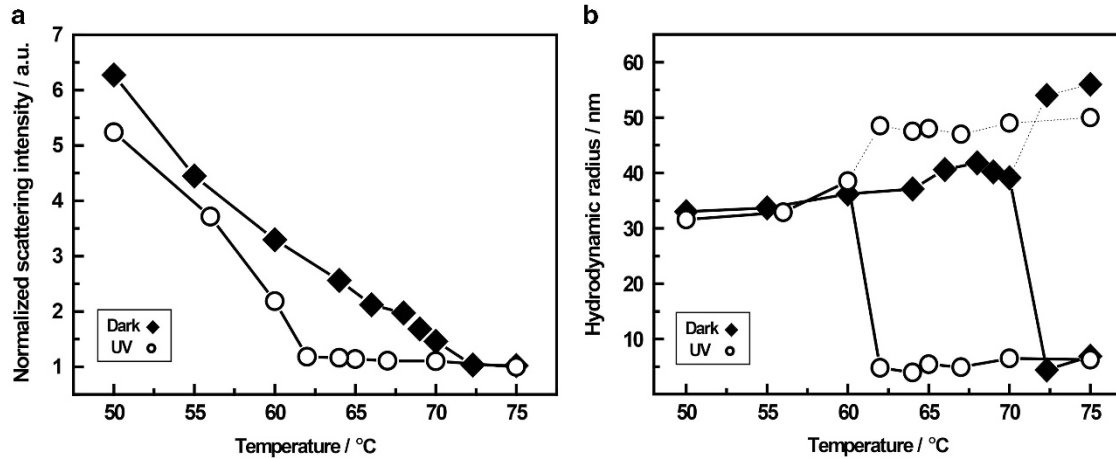 a
Normalized scattering intensity / a.u.
7
6
5
4
3
2
1
Dark
UV
50 55 60 65 70 75
Temperature / °C
b
Hydrodynamic radius / nm
60
50
40
30
20
10
Dark
UV
50 55 60 65 70 75
Temperature / °C